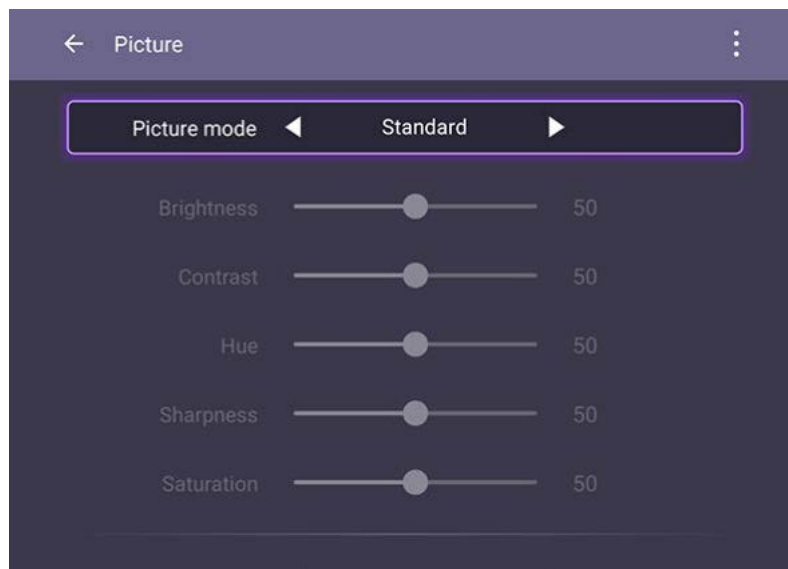 Picture
Picture mode Standard
Brightness 50
Contrast 50
Hue 50
Sharpness 50
Saturation 50